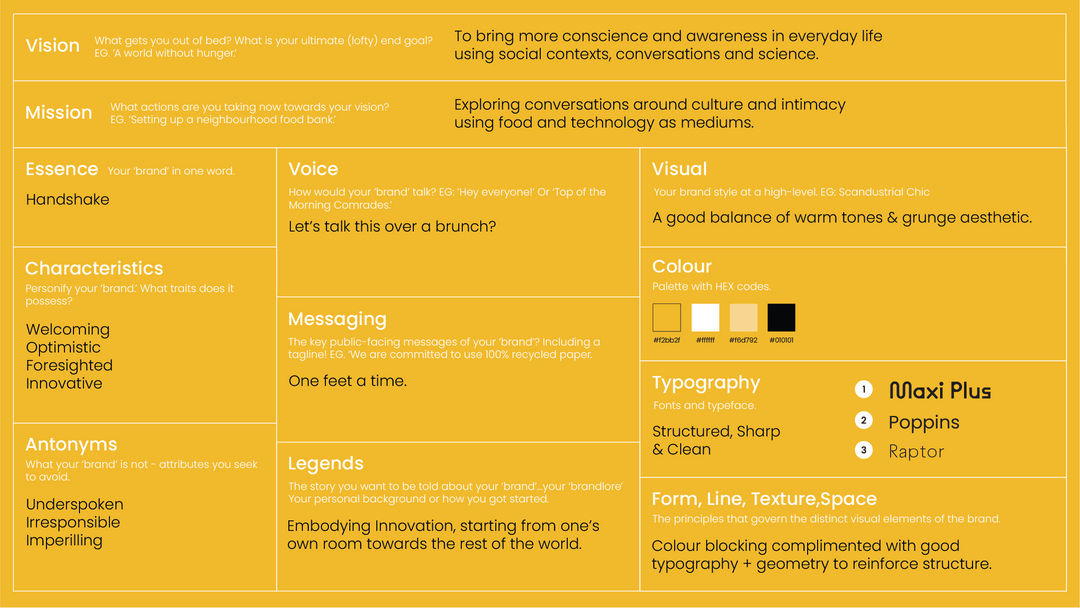 Vision
What gets you out of bed? What is your ultimate (lofty) end goal?
EG. ‘A world without hunger.’
To bring more conscience and awareness in everyday life
using social contexts, conversations and science.
Mission
What actions are you taking now towards your vision?
EG. ‘Setting up a neighbourhood food bank.’
Exploring conversations around culture and intimacy
using food and technology as mediums.
Essence
Your ‘brand’ in one word.
Handshake
Characteristics
Personify your ‘brand.’ What traits does it
possess?
Welcoming
Optimistic
Foresighted
Innovative
Antonyms
What your ‘brand’ is not - attributes you seek
to avoid.
Underspoken
Irresponsible
Imperilling
Voice
How would your ‘brand’ talk? EG: ‘Hey everyone!’ Or ‘Top of the
Morning Comrades.’
Let’s talk this over a brunch?
Messaging
The key public-facing messages of your ‘brand’? Including a
tagline! EG. ‘We are committed to use 100% recycled paper.
One feet a time.
Legends
The story you want to be told about your ‘brand’...your ‘brandlore’
Your personal background or how you got started.
Embodying Innovation, starting from one’s
own room towards the rest of the world.
Visual
Your brand style at a high-level. EG: Scandustrial Chic
A good balance of warm tones & grunge aesthetic.
Colour
Palette with HEX codes.
#f2bb2f
#ffffff
#f6d792
#010101
Typography
Fonts and typeface.
Structured, Sharp
& Clean
1 Maxi Plus
2 Poppins
3 Raptor
Form, Line, Texture,Space
The principles that govern the distinct visual elements of the brand.
Colour blocking complimented with good
typography + geometry to reinforce structure.